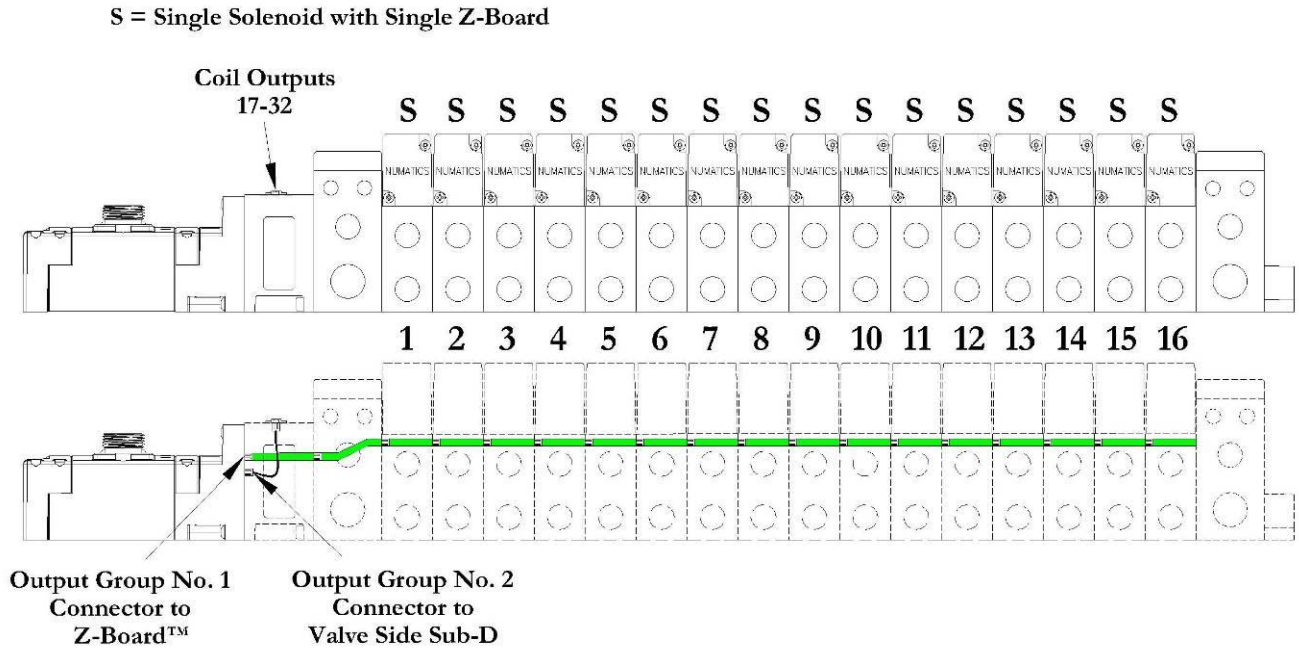 S = Single Solenoid with Single Z-Board
Coil Outputs
17-32
S S S S S S S S S S S S S S S S
NUMATICS NUMATICS NUMATICS NUMATICS NUMATICS NUMATICS NUMATICS NUMATICS NUMATICS NUMATICS NUMATICS NUMATICS NUMATICS NUMATICS NUMATICS NUMATICS
1 2 3 4 5 6 7 8 9 10 11 12 13 14 15 16
Output Group No. 1
Connector to
Z-Board™
Output Group No. 2
Connector to
Valve Side Sub-D